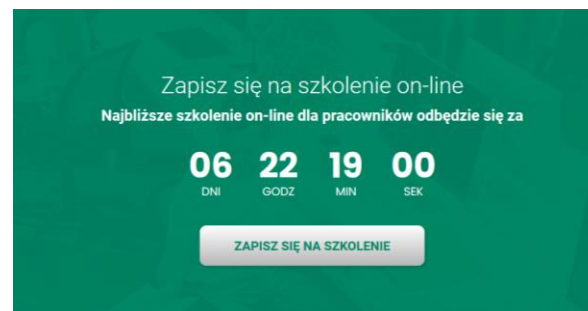 Zapisz się na szkolenie on-line
Najbliższe szkolenie on-line dla pracowników odbędzie się za
06 22 19 00
DNI GODZ MIN SEK
ZAPISZ SIĘ NA SZKOLENIE